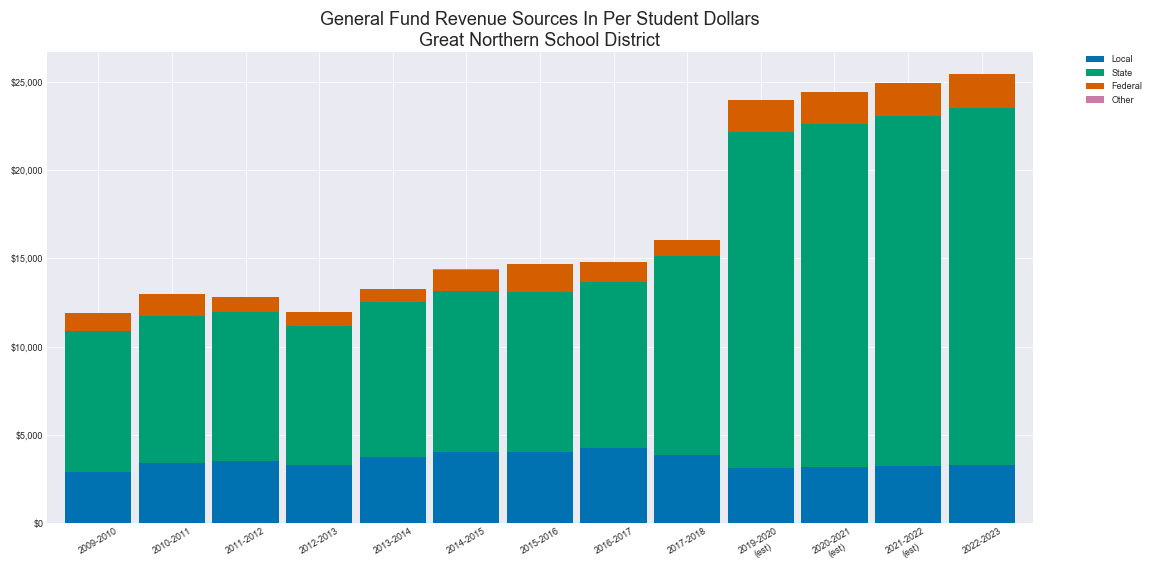 General Fund Revenue Sources In Per Student Dollars
Great Northern School District
Local
State
Federal
Other
$25,000
$20,000
$15,000
$10,000
$5,000
$0
2009-2010
2010-2011
2011-2012
2012-2013
2013-2014
2014-2015
2015-2016
2016-2017
2017-2018
2019-2020
(est)
2020-2021
(est)
2021-2022
(est)
2022-2023